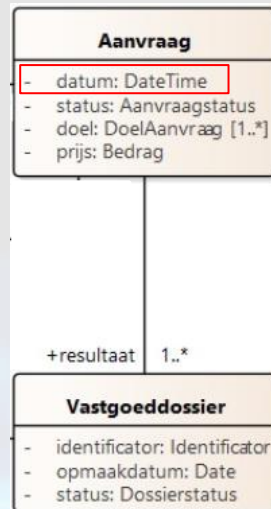 Aanvraag
- datum: DateTime
- status: Aanvraagstatus
- doel: DoelAanvraag [1..*]
- prijs: Bedrag
+resultaat 1..*
Vastgoeddossier
- identificator: Identificator
- opmaakdatum: Date
- status: Dossierstatus